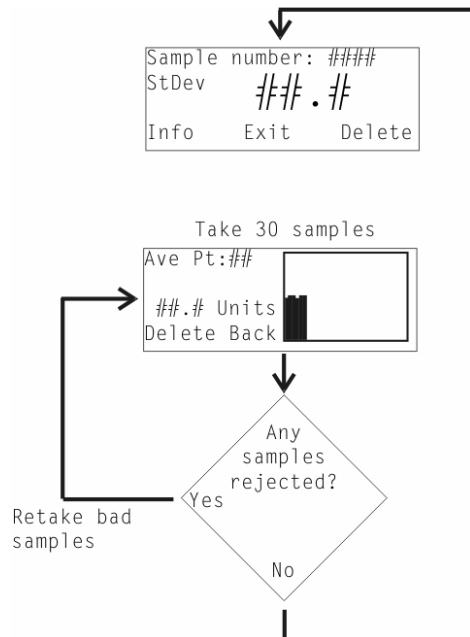 Sample number: ####
StDev
##.#
Info Exit Delete
Take 30 samples
Ave Pt:##
##.# Units
Delete Back
Any
samples
rejected?
Yes
Retake bad
samples
No